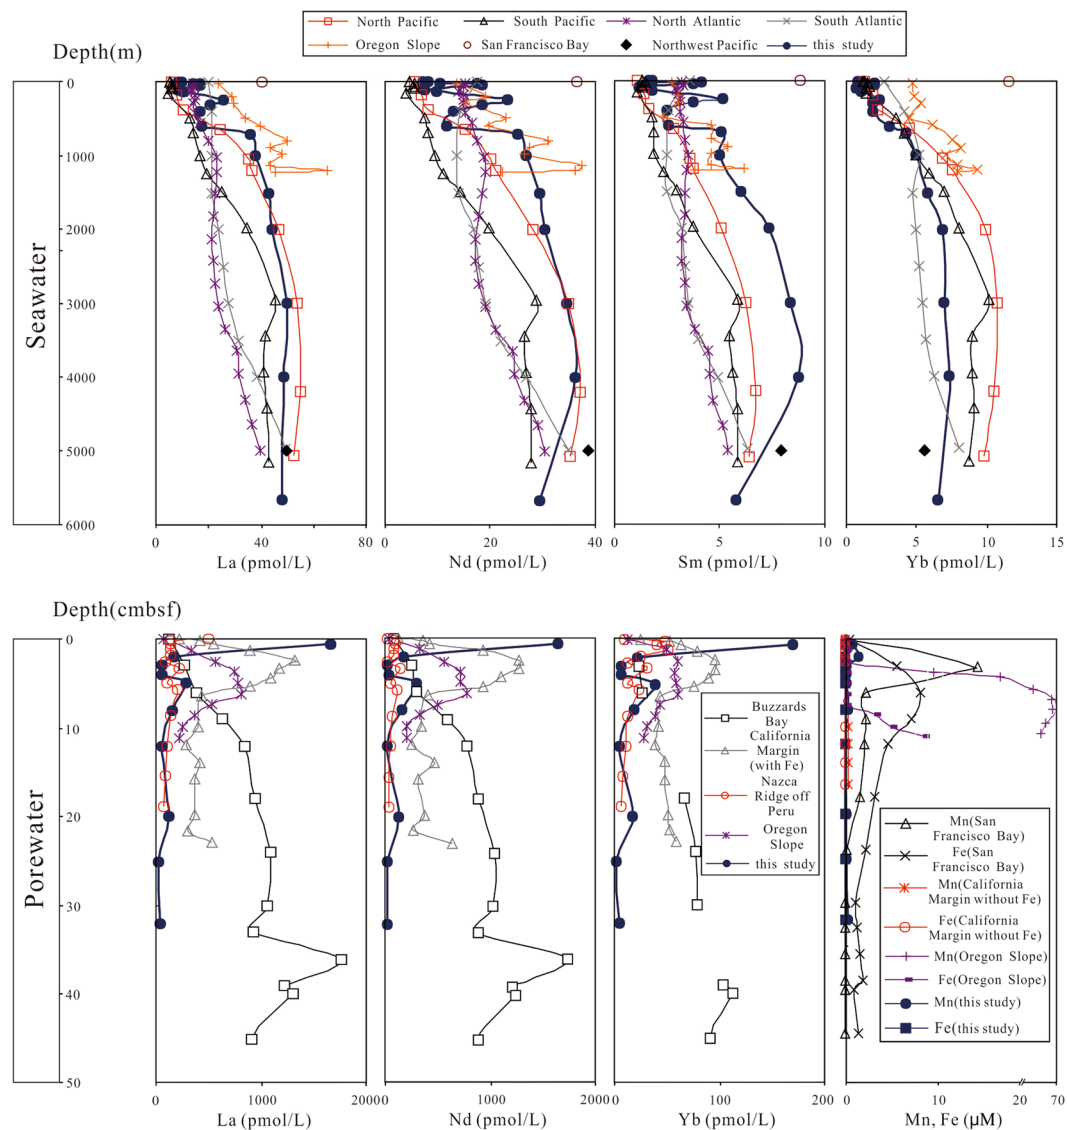 North Pacific South Pacific North Atlantic South Atlantic
Oregon Slope San Francisco Bay Northwest Pacific this study
Depth(m)
Seawater
0
1000
2000
3000
4000
5000
6000
0 40 80
La (pmol/L)
0 20 40
Nd (pmol/L)
0 5 10
Sm (pmol/L)
0 5 10 15
Yb (pmol/L)
Depth(cmbsf)
Porewater
0
10
20
30
40
50
0 1000 2000
La (pmol/L)
0 1000 2000
Nd (pmol/L)
0 100 200
Yb (pmol/L)
0 10 20 70
Mn, Fe (μM)
Buzzards
Bay
California
Margin
(with Fe)
Nazca
Ridge off
Peru
Oregon
Slope
this study
Mn(San
Francisco Bay)
Fe(San
Francisco Bay)
Mn(California
Margin without Fe)
Fe(California
Margin without Fe)
Mn(Oregon Slope)
Fe(Oregon Slope)
Mn(this study)
Fe(this study)